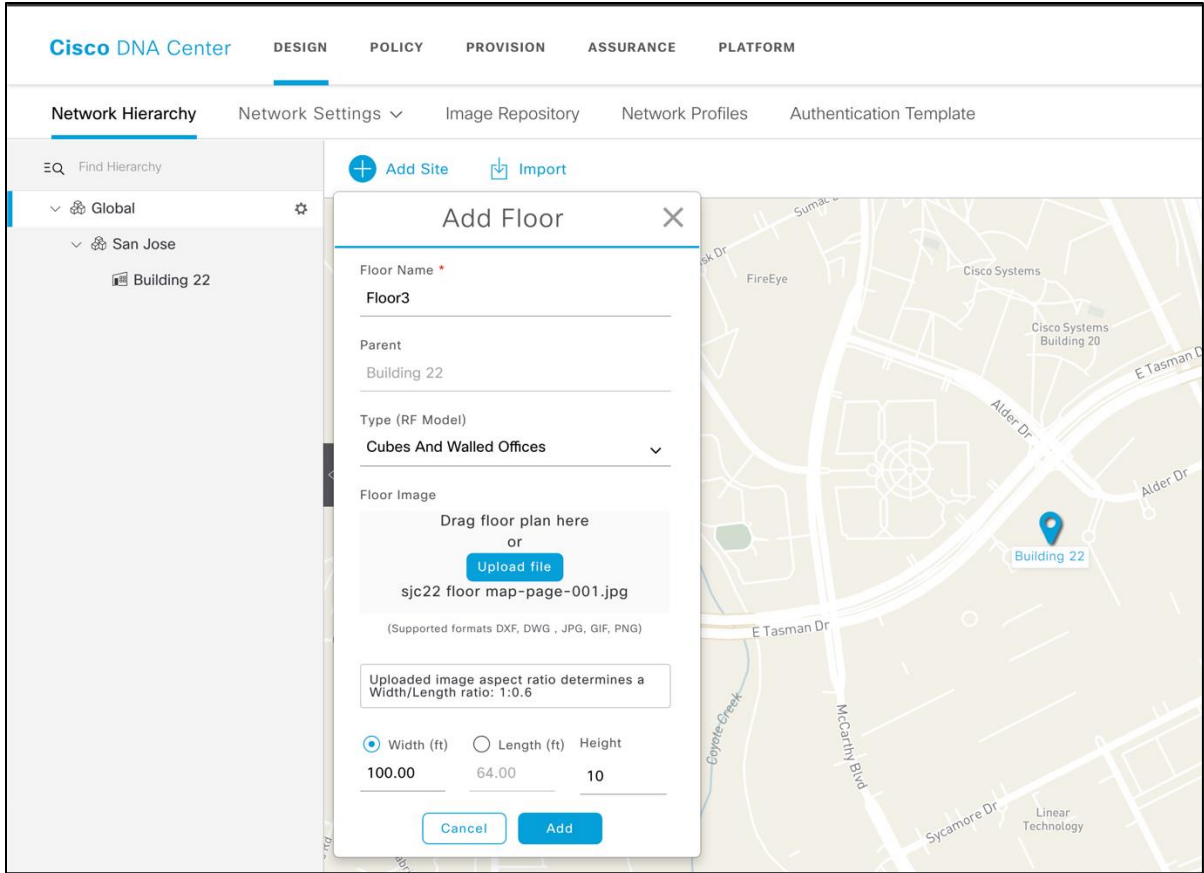 Cisco DNA Center DESIGN POLICY PROVISION ASSURANCE PLATFORM
Network Hierarchy Network Settings Image Repository Network Profiles Authentication Template
Find Hierarchy
Add Site Import
Global
San Jose
Building 22
Add Floor
Floor Name *
Floor3
Parent
Building 22
Type (RF Model)
Cubes And Walled Offices
Floor Image
Drag floor plan here
or
Upload file
sjc22 floor map-page-001.jpg
(Supported formats DXF, DWG , JPG, GIF, PNG)
Uploaded image aspect ratio determines a
Width/Length ratio: 1:0.6
Width (ft) Length (ft) Height
100.00 64.00 10
Cancel Add
FireEye
Cisco Systems
Cisco Systems
Building 20
E Tasman D
Alder Dr
Alder Dr
Building 22
E Tasman Dr
Coyote Creek
McCarthy Blvd
Sycamore Dr
Linear
Technology